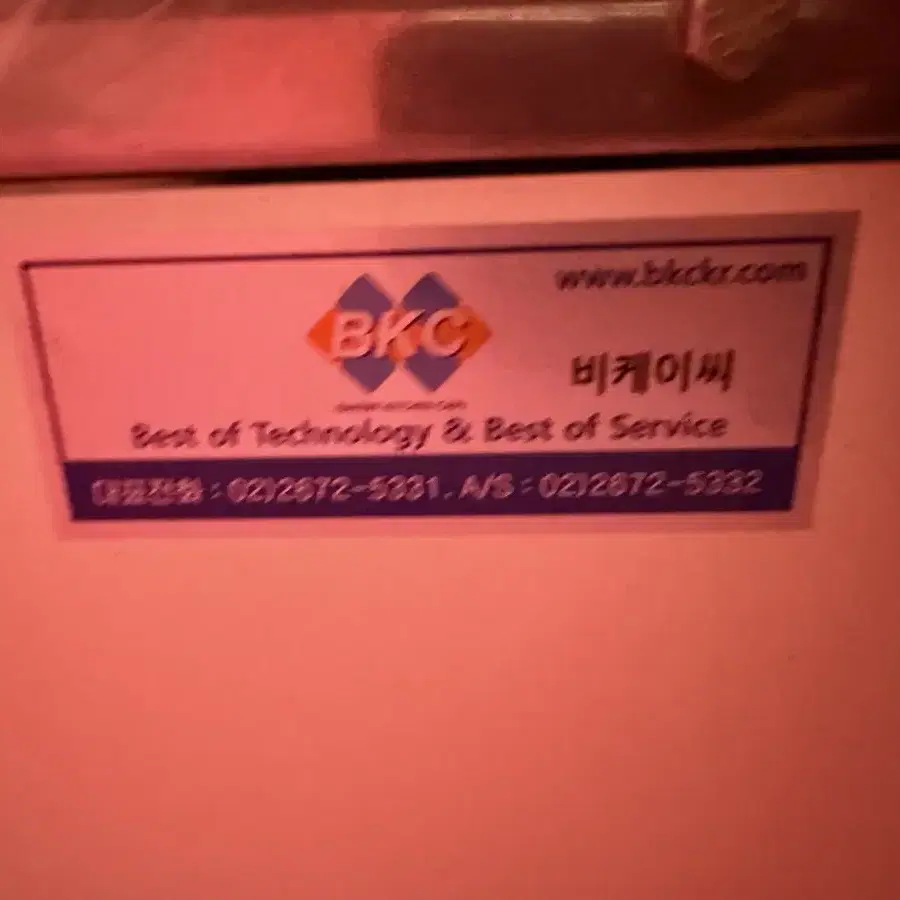 www.bkckr.com
BKC
비케이씨
Best of Technology & Best of Service
대표전화 : 02)2672-5331. A/S : 02)2672-5332